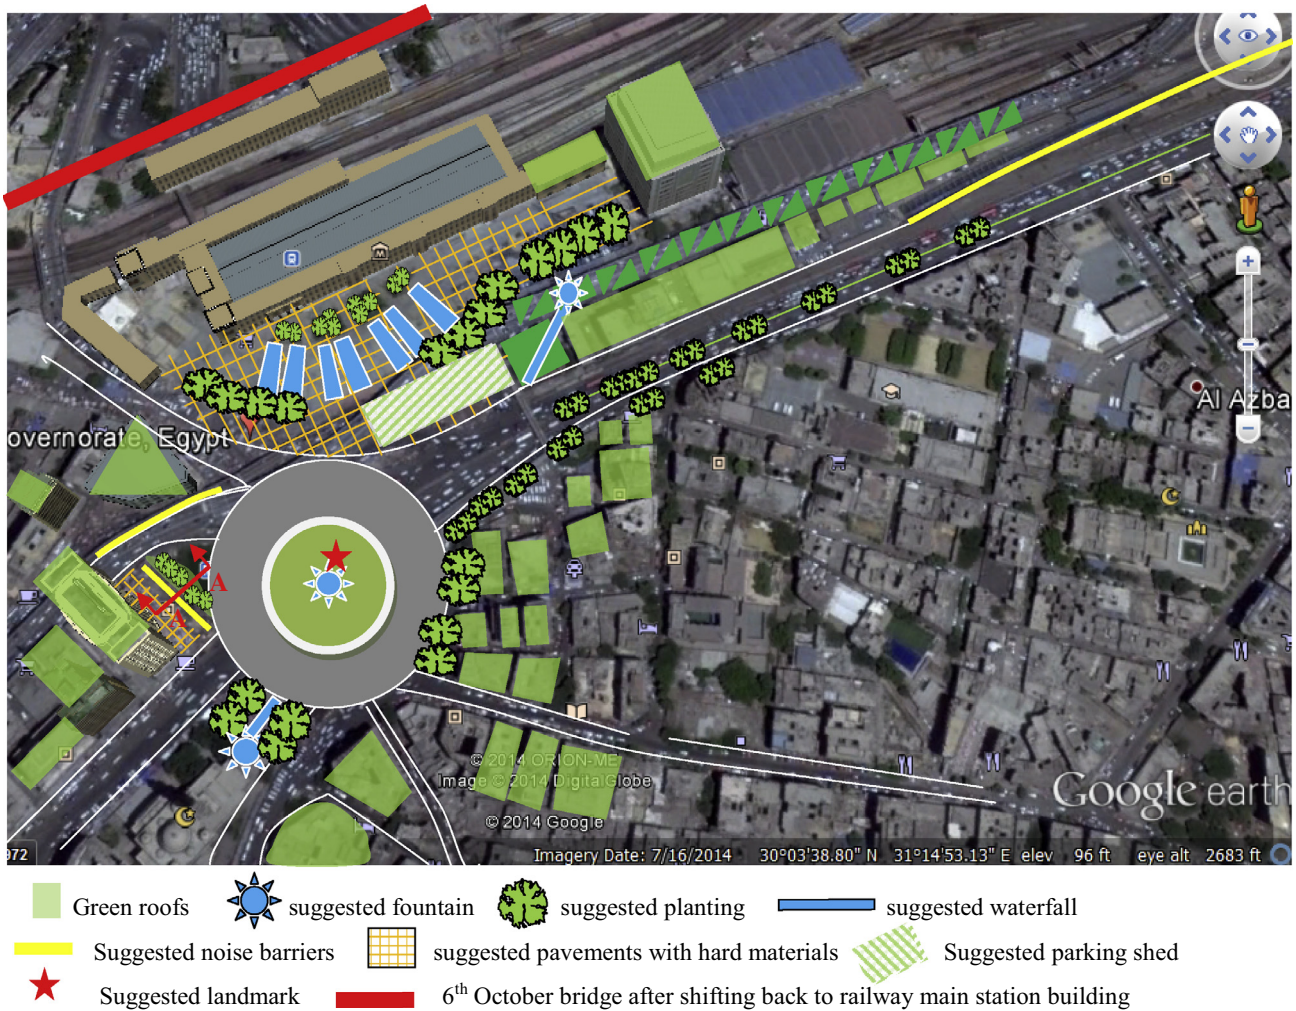 overnorate, Egypt
Al Azba
A
A
© 2014 ORION-ME
Image © 2014 DigitalGlobe
© 2014 Google
Google earth
972
Imagery Date: 7/16/2014 30°03'38.80" N 31°14'53.13" E elev 96 ft eye alt 2683 ft
Green roofs
suggested fountain
suggested planting
suggested waterfall
Suggested noise barriers
suggested pavements with hard materials
Suggested parking shed
Suggested landmark
6th October bridge after shifting back to railway main station building